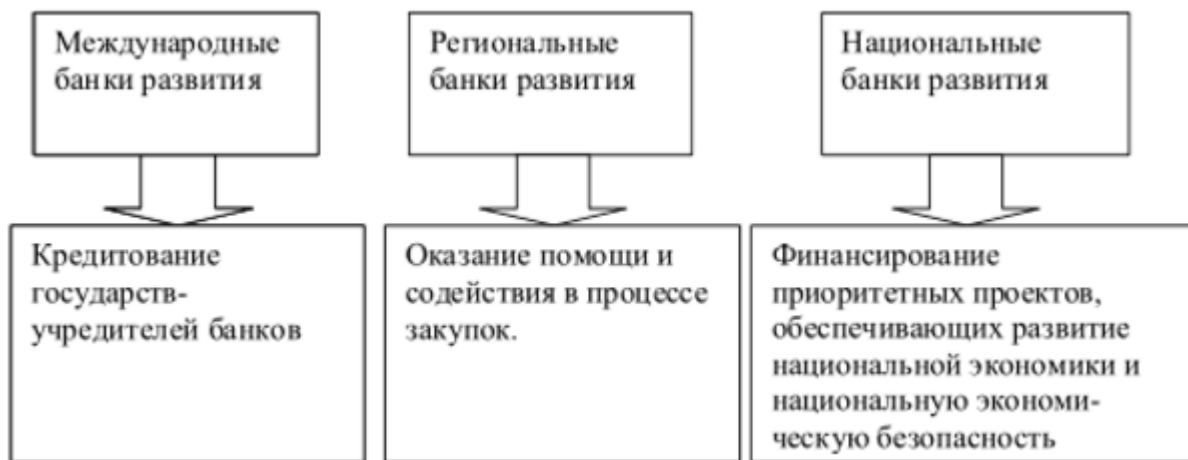 Международные
банки развития
Региональные
банки развития
Национальные
банки развития
Кредитование
государств-
учредителей банков
Оказание помощи и
содействия в процессе
закупок.
Финансирование
приоритетных проектов,
обеспечивающих развитие
национальной экономики и
национальную экономи-
ческую безопасность